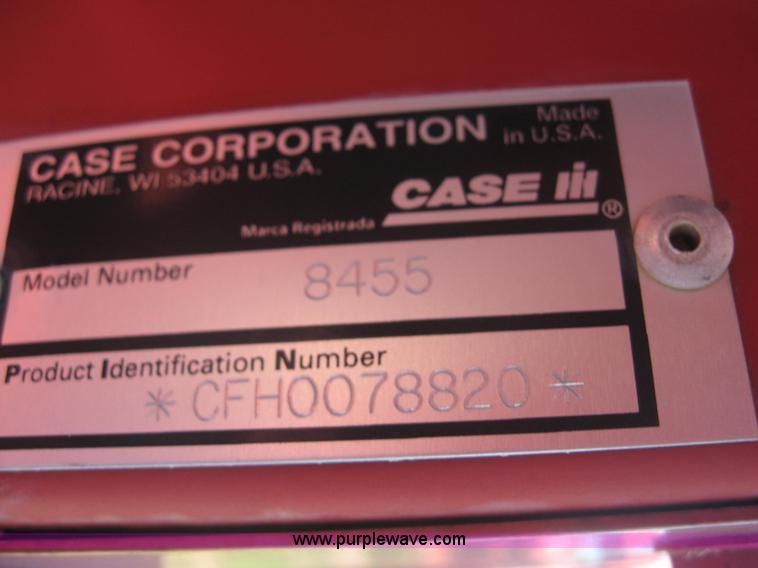 CASE CORPORATION
Made in U.S.A.
RACINE, WI 53404 U.S.A.
CASE IH ®
Marca Registrada
Model Number 8455
Product Identification Number
*CFH0078820*
www.purplewave.com